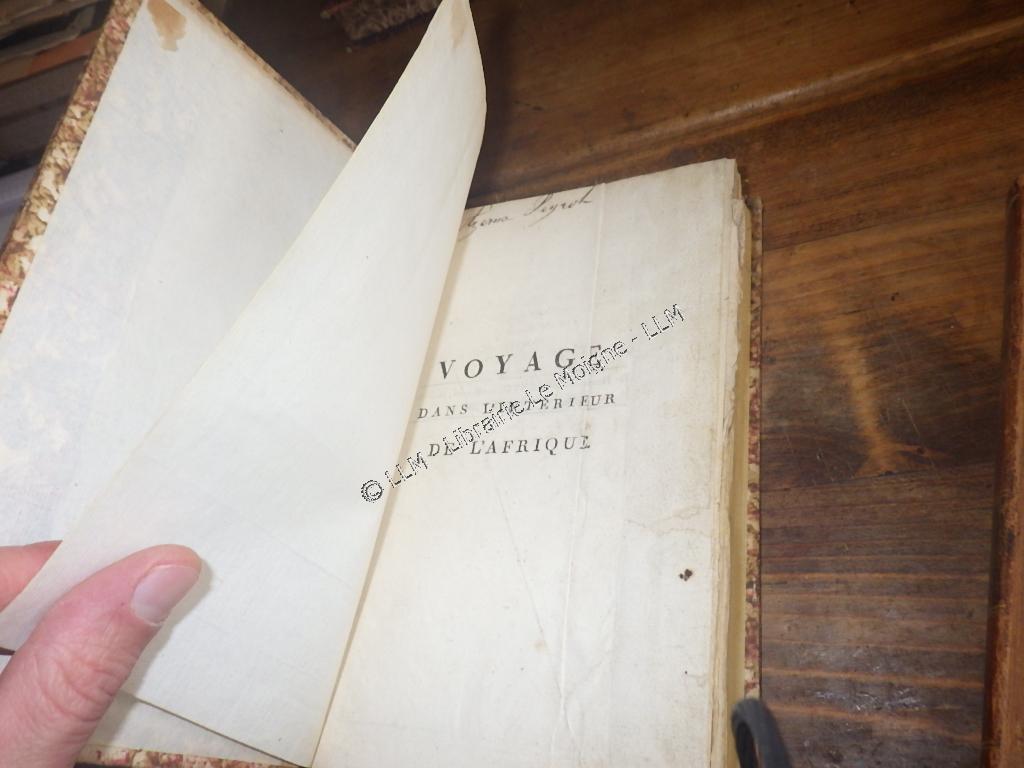 VOYAGE
DANS L'INTÉRIEUR
DE L'AFRIQUE
© LLM - Librairie Le Moigne - LLM